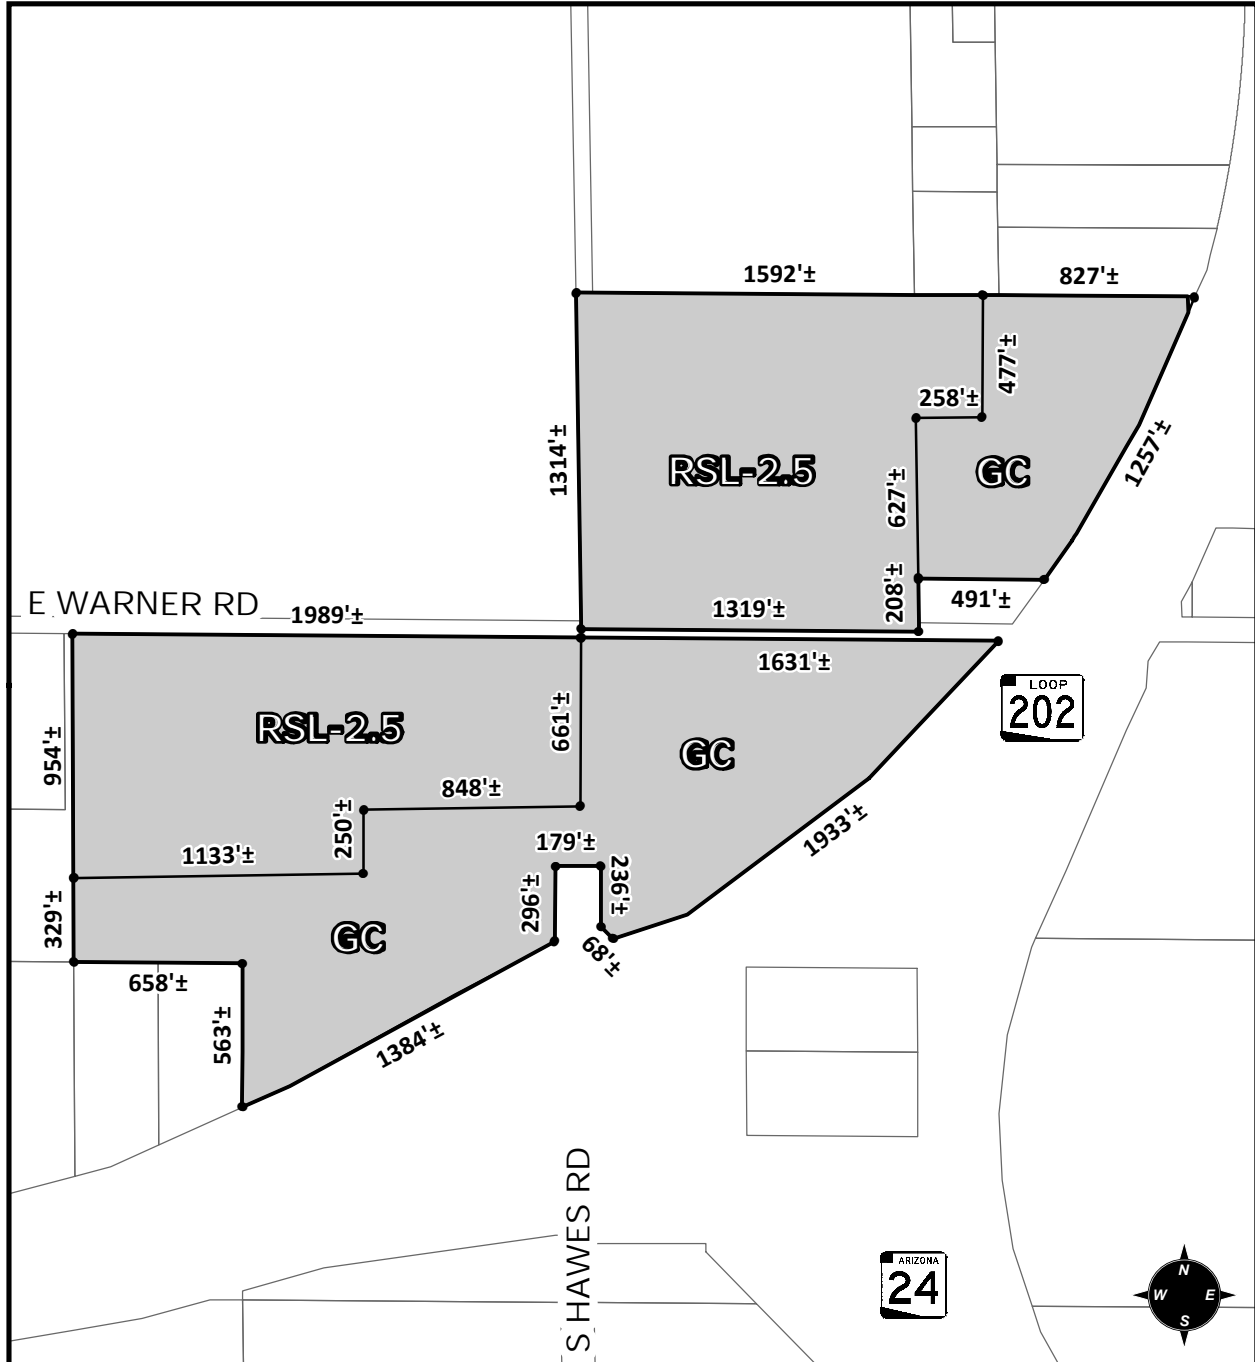 1592'±
827'±
477'±
258'±
1314'±
RSL-2.5
GC
1257'±
627'±
208'±
491'±
E WARNER RD
1989'±
1319'±
1631'±
LOOP
202
RSL-2.5
661'±
GC
954'±
848'±
250'±
1133'±
179'±
236'±
1933'±
329'±
296'±
GC
68'±
658'±
563'±
1384'±
S HAWES RD
ARIZONA
24
N
W E
S